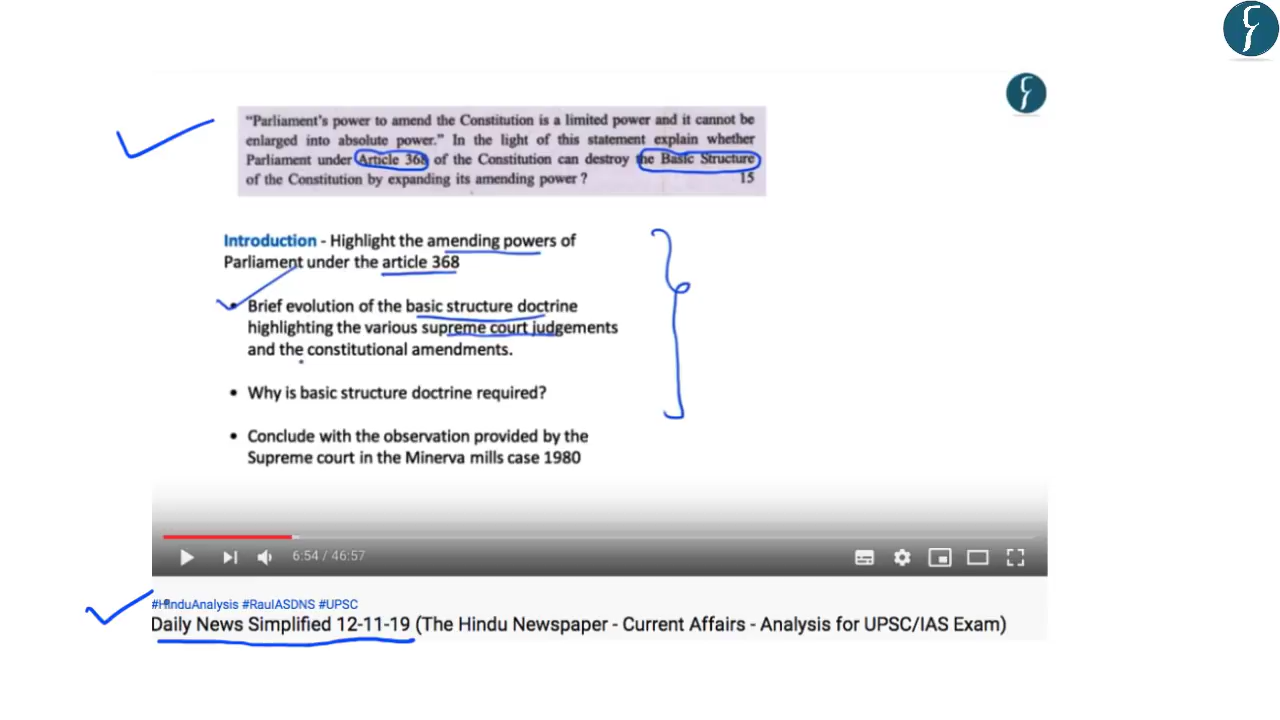 “Parliament's power to amend the Constitution is a limited power and it cannot be
enlarged into absolute power.” In the light of this statement explain whether
Parliament under Article 368 of the Constitution can destroy the Basic Structure
of the Constitution by expanding its amending power ?
15
Introduction - Highlight the amending powers of
Parliament under the article 368
• Brief evolution of the basic structure doctrine
highlighting the various supreme court judgements
and the constitutional amendments.
• Why is basic structure doctrine required?
• Conclude with the observation provided by the
Supreme court in the Minerva mills case 1980
6:54 / 46:57
#HinduAnalysis #RauIASDNS #UPSC
Daily News Simplified 12-11-19 (The Hindu Newspaper - Current Affairs - Analysis for UPSC/IAS Exam)